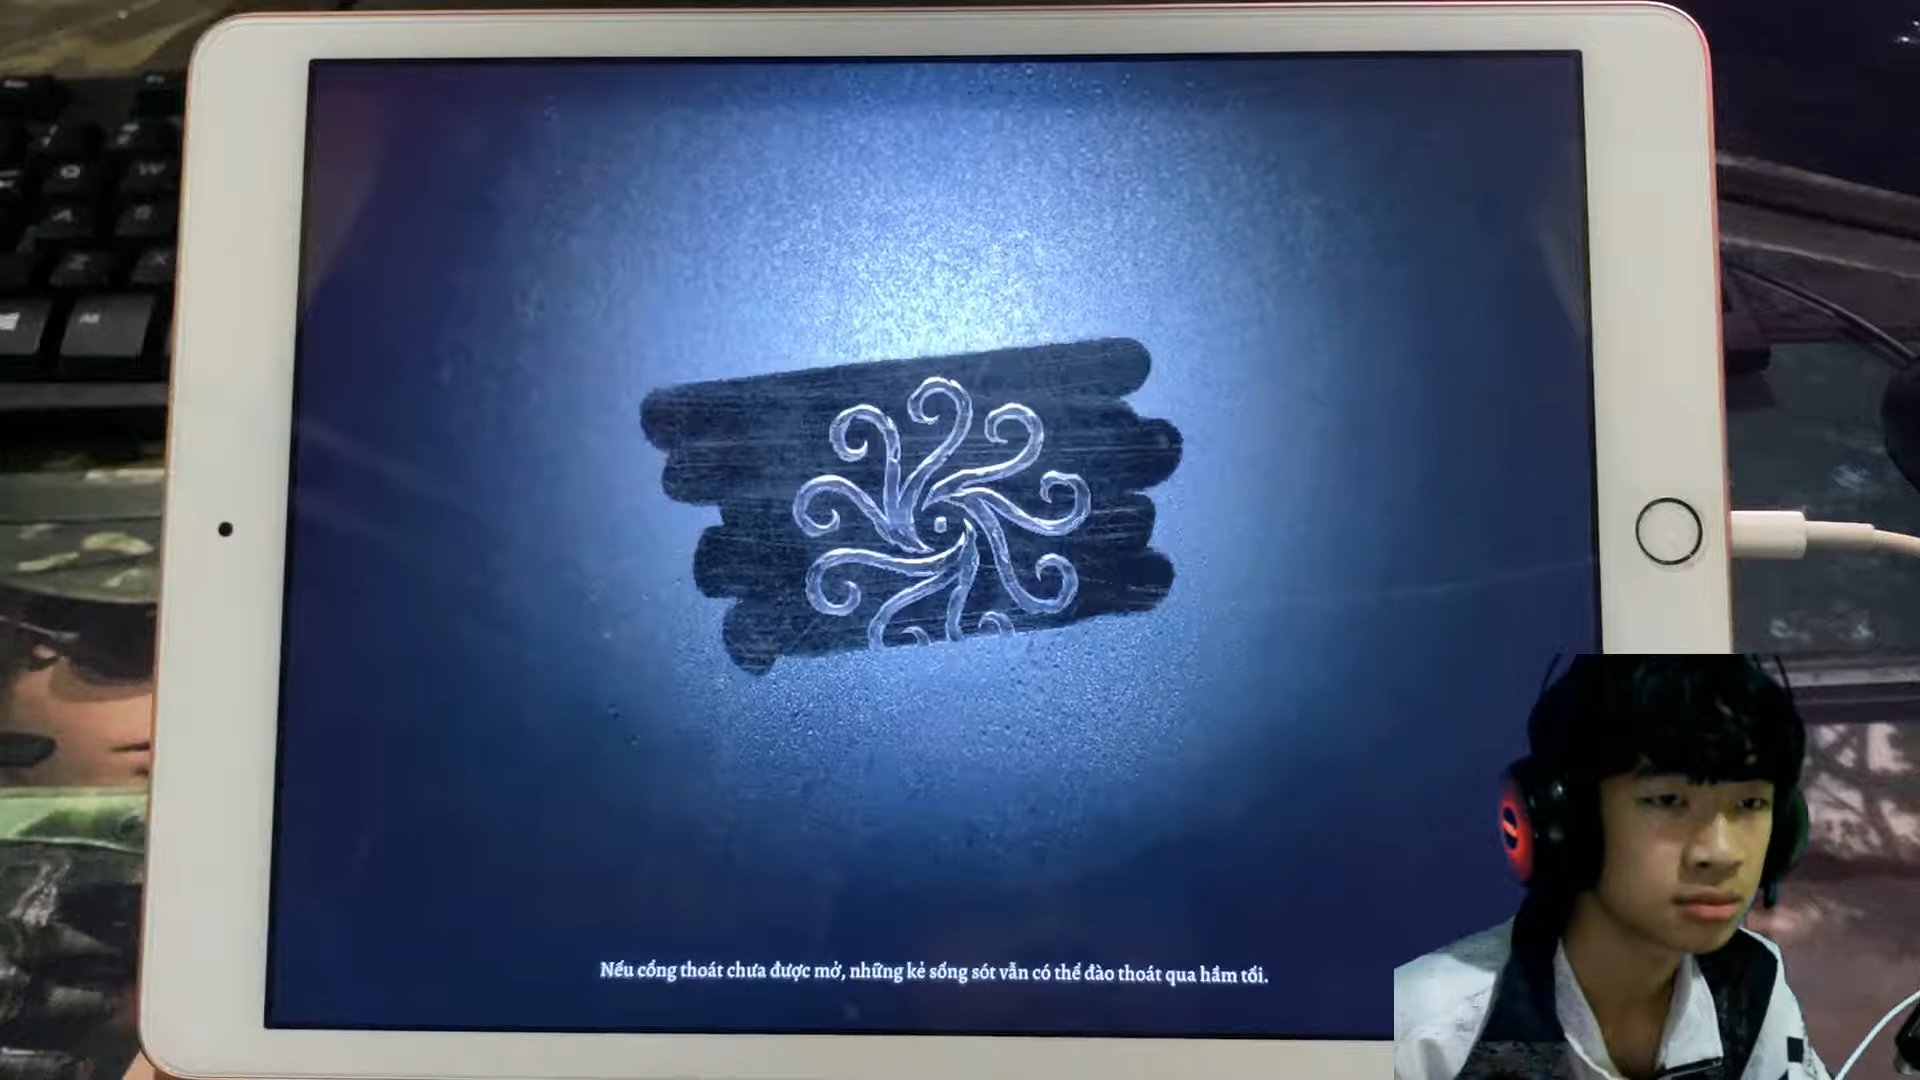 Nếu cổng thoát chưa được mở, những kẻ sống sót vẫn có thể đào thoát qua hầm tối.